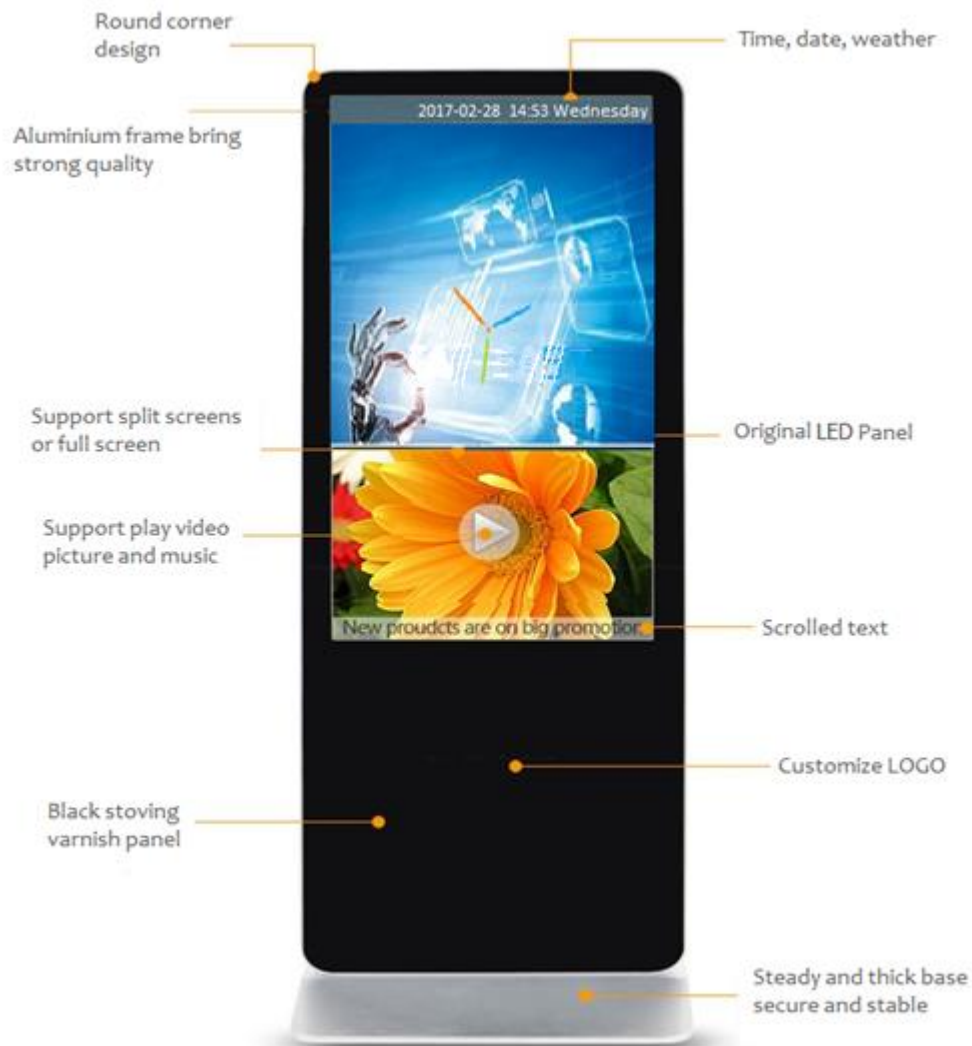 Round corner
design
Time, date, weather
2017-02-28 14:53 Wednesday
Aluminium frame bring
strong quality
Support split screens
or full screen
Original LED Panel
Support play video
picture and music
New proudcts are on big promotion
Scrolled text
Customize LOGO
Black stoving
varnish panel
Steady and thick base
secure and stable